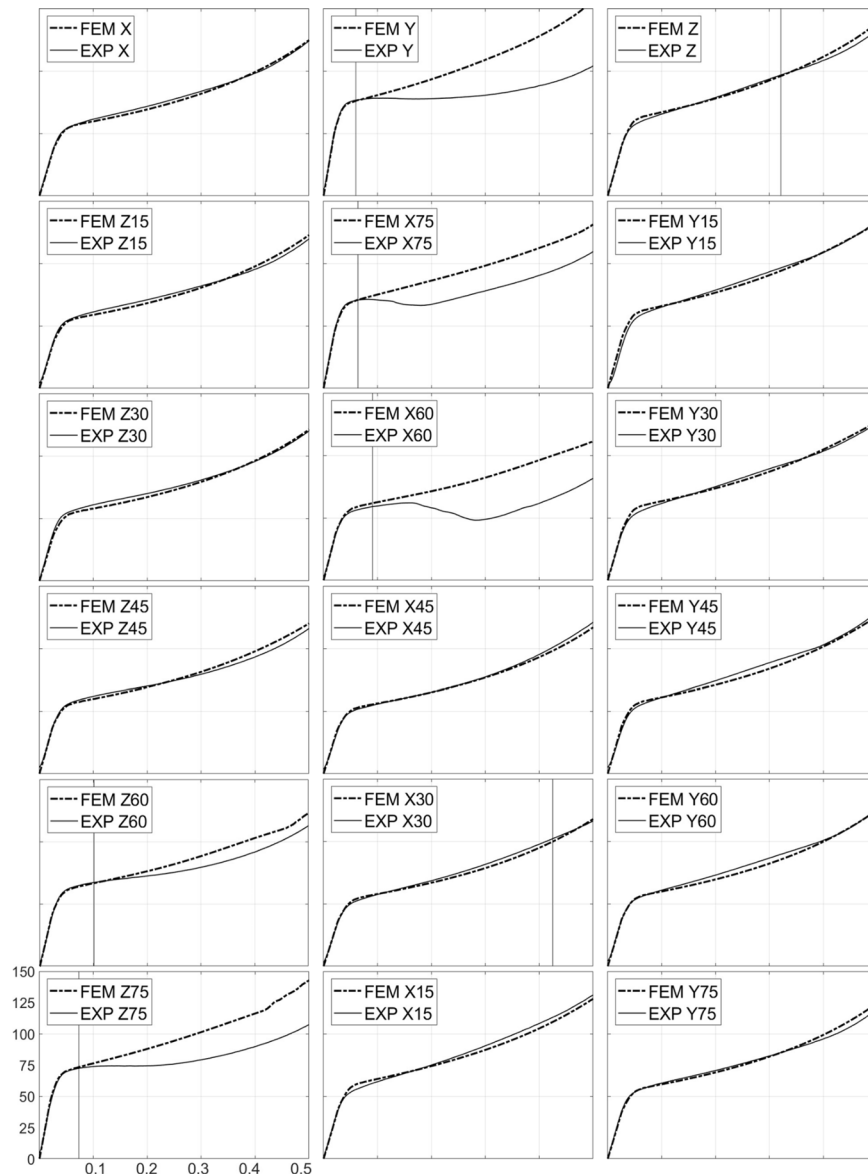 FEM X
EXP X
FEM Y
EXP Y
FEM Z
EXP Z
FEM Z15
EXP Z15
FEM X75
EXP X75
FEM Y15
EXP Y15
FEM Z30
EXP Z30
FEM X60
EXP X60
FEM Y30
EXP Y30
FEM Z45
EXP Z45
FEM X45
EXP X45
FEM Y45
EXP Y45
FEM Z60
EXP Z60
FEM X30
EXP X30
FEM Y60
EXP Y60
150
125
100
75
50
25
0
FEM Z75
EXP Z75
0.1 0.2 0.3 0.4 0.5
FEM X15
EXP X15
FEM Y75
EXP Y75